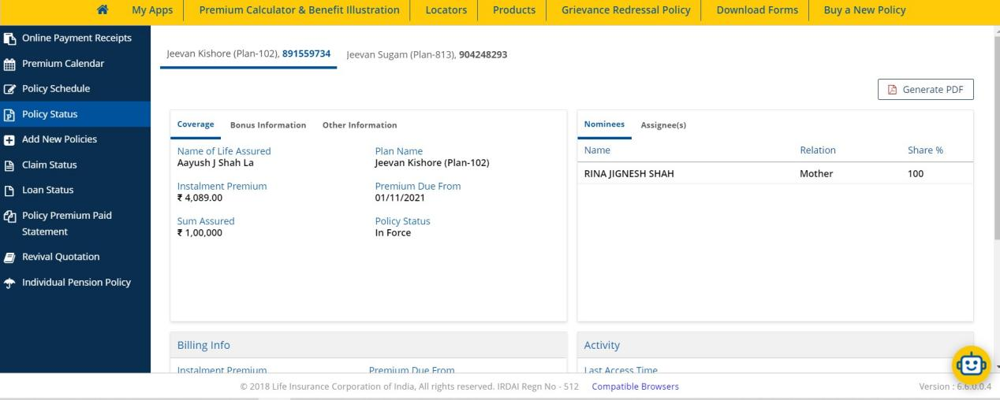 My Apps Premium Calculator & Benefit Illustration Locators Products Grievance Redressal Policy Download Forms Buy a New Policy
Online Payment Receipts
Premium Calendar
Policy Schedule
Policy Status
Add New Policies
Claim Status
Loan Status
Policy Premium Paid
Statement
Revival Quotation
Individual Pension Policy
Jeevan Kishore (Plan-102), 891559734 Jeevan Sugam (Plan-813), 904248293
Generate PDF
Coverage Bonus Information Other Information
Name of Life Assured Plan Name
Aayush J Shah La Jeevan Kishore (Plan-102)
Instalment Premium Premium Due From
₹ 4,089.00 01/11/2021
Sum Assured Policy Status
₹ 1,00,000 In Force
Nominees Assignee(s)
Name Relation Share %
RINA JIGNESH SHAH Mother 100
Billing Info
Instalment Premium Premium Due From
Activity
Last Access Time
© 2018 Life Insurance Corporation of India, All rights reserved. IRDAI Regn No - 512 Compatible Browsers Version : 6.6.0.0.4